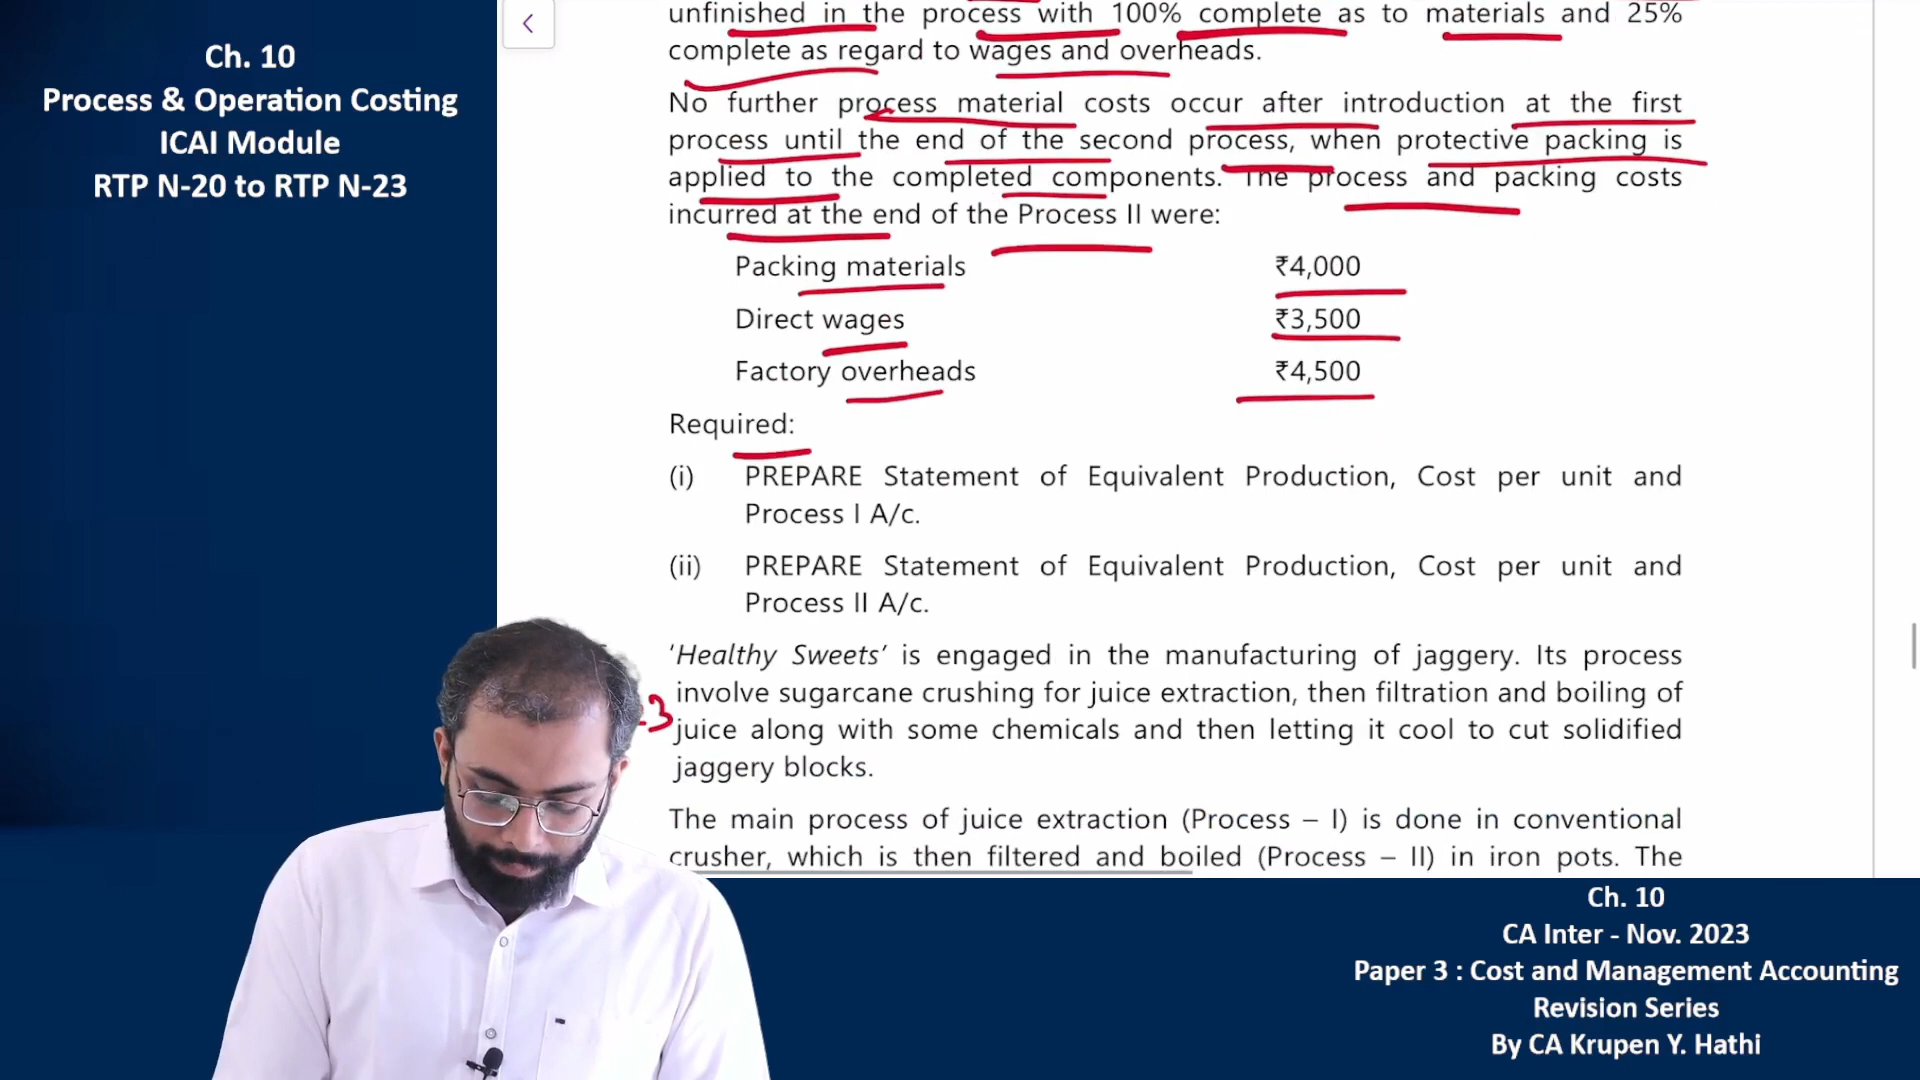 Ch. 10
Process & Operation Costing
ICAI Module
RTP N-20 to RTP N-23
unfinished in the process with 100% complete as to materials and 25%
complete as regard to wages and overheads.
No further process material costs occur after introduction at the first
process until the end of the second process, when protective packing is
applied to the completed components. The process and packing costs
incurred at the end of the Process II were:
Packing materials ₹4,000
Direct wages ₹3,500
Factory overheads ₹4,500
Required:
(i) PREPARE Statement of Equivalent Production, Cost per unit and
Process I A/c.
(ii) PREPARE Statement of Equivalent Production, Cost per unit and
Process II A/c.
'Healthy Sweets' is engaged in the manufacturing of jaggery. Its process
involve sugarcane crushing for juice extraction, then filtration and boiling of
juice along with some chemicals and then letting it cool to cut solidified
jaggery blocks.
The main process of juice extraction (Process – I) is done in conventional
crusher, which is then filtered and boiled (Process – II) in iron pots. The
Ch. 10
CA Inter - Nov. 2023
Paper 3 : Cost and Management Accounting
Revision Series
By CA Krupen Y. Hathi